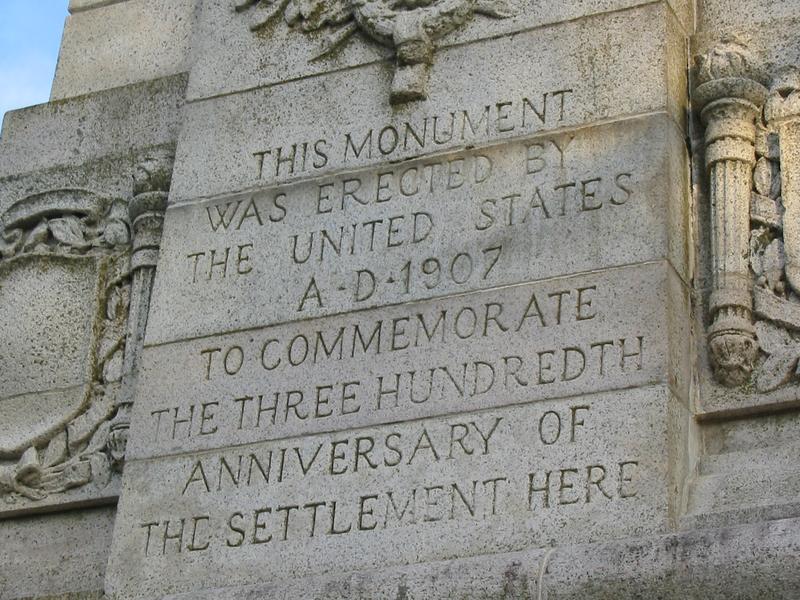 THIS MONUMENT
WAS ERECTED BY
THE UNITED STATES
A·D·1907
TO COMMEMORATE
THE THREE HUNDREDTH
ANNIVERSARY OF
THE SETTLEMENT HERE